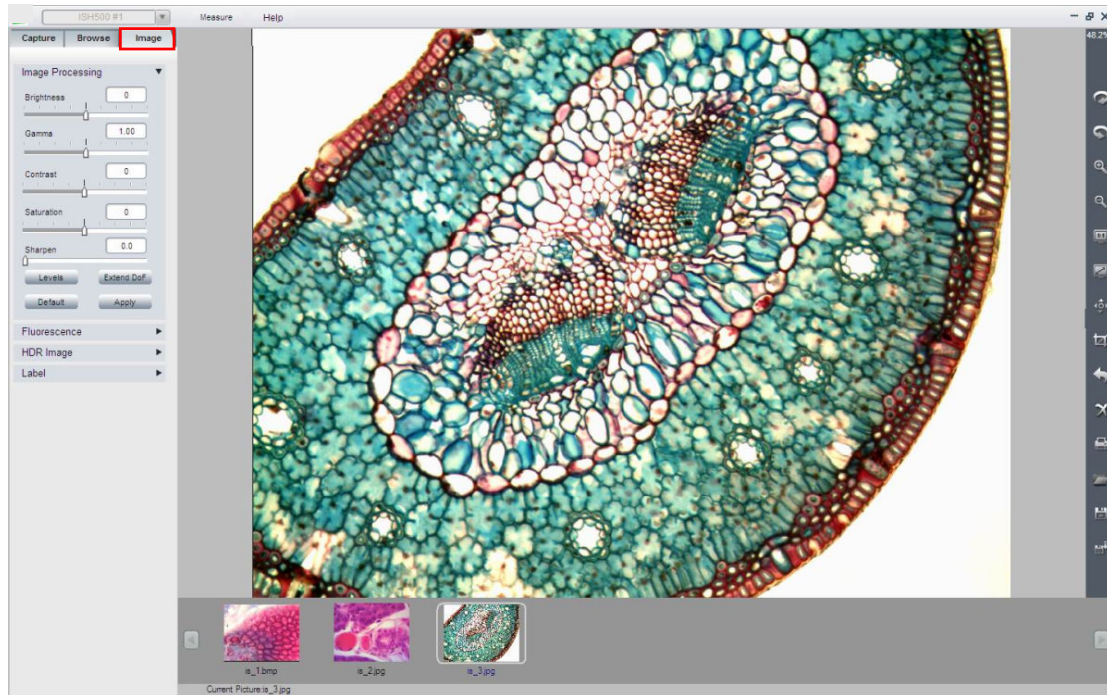 ISH500 #1
Measure
Help
48.2%
Capture
Browse
Image
Image Processing
Brightness
0
Gamma
1.00
Contrast
0
Saturation
0
Sharpen
0.0
Levels
Extend DoF
Default
Apply
Fluorescence
HDR Image
Label
is_1.bmp
is_2.jpg
is_3.jpg
Current Picture:is_3.jpg